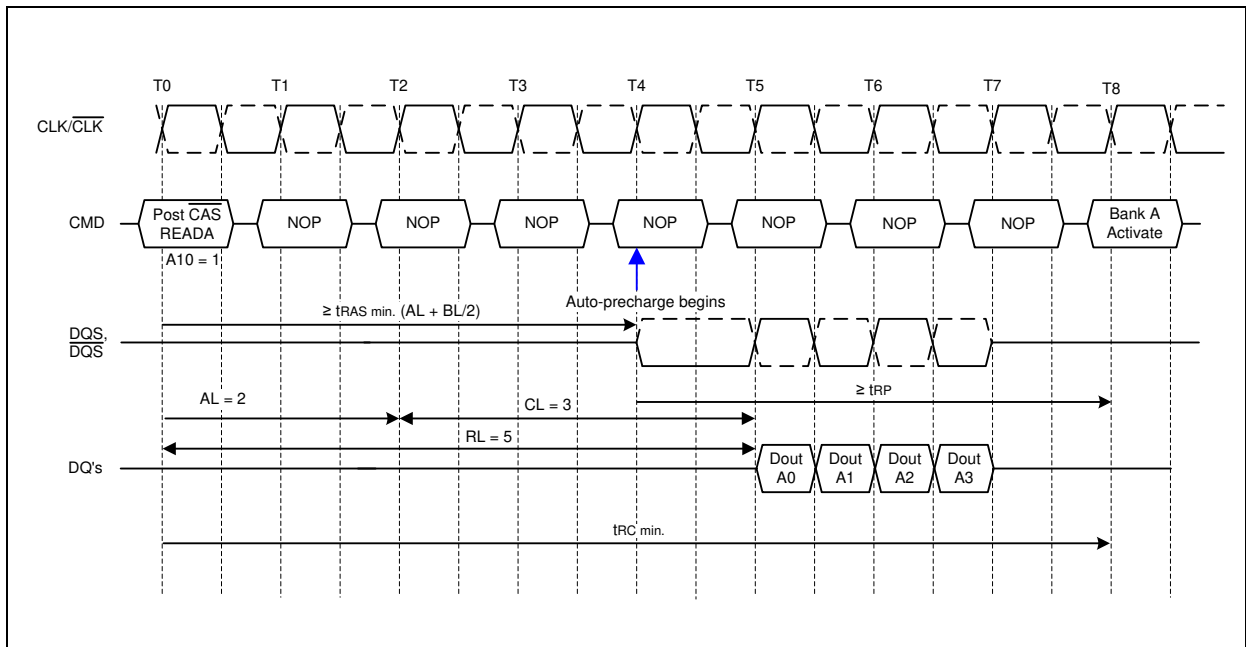 T0 T1 T2 T3 T4 T5 T6 T7 T8
CLK/CLK
CMD
Post CAS
READA
NOP NOP NOP NOP NOP NOP NOP
Bank A
Activate
A10 = 1
Auto-precharge begins
≥ tRAS min. (AL + BL/2)
DQS,
DQS
≥ tRP
AL = 2
CL = 3
RL = 5
DQ's
Dout
A0
Dout
A1
Dout
A2
Dout
A3
tRC min.